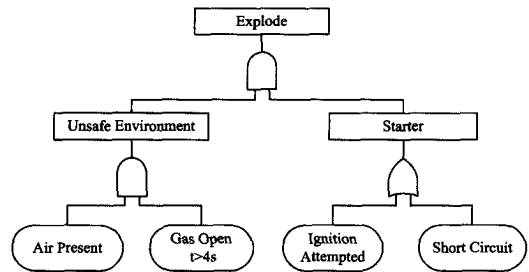 Explode
Unsafe Environment
Starter
Air Present
Gas Open
t>4s
Ignition
Attempted
Short Circuit